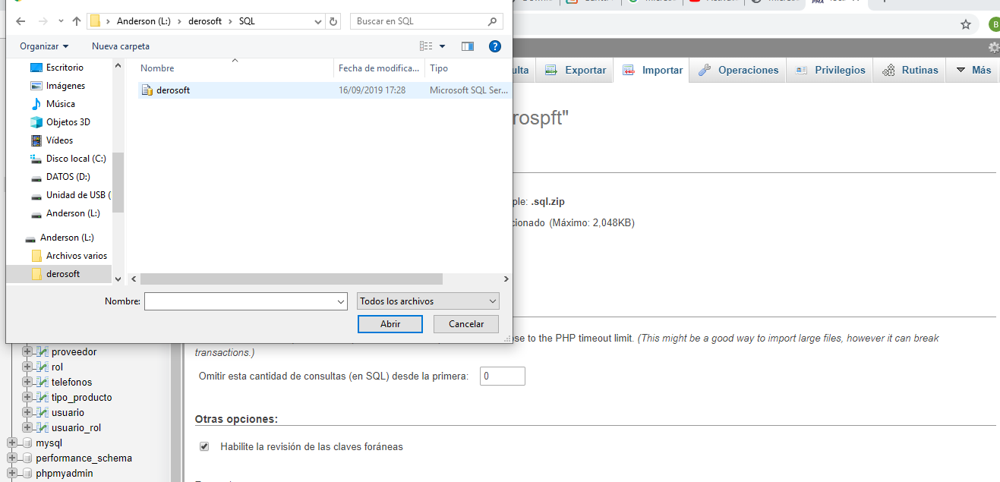 Anderson (L:) › derosoft › SQL
Buscar en SQL
Organizar
Nueva carpeta
Escritorio
Imágenes
Música
Objetos 3D
Vídeos
Disco local (C:)
DATOS (D:)
Unidad de USB (
Anderson (L:)
Anderson (L:)
Archivos varios
derosoft
Nombre
Fecha de modifica...
Tipo
derosoft
16/09/2019 17:28
Microsoft SQL Ser...
Nombre:
Todos los archivos
Abrir
Cancelar
B
ulta
Exportar
Importar
Operaciones
Privilegios
Rutinas
Más
rospft"
ple: .sql.zip
cionado (Máximo: 2,048KB)
ose to the PHP timeout limit. (This might be a good way to import large files, however it can break
transactions.)
Omitir esta cantidad de consultas (en SQL) desde la primera:
0
Otras opciones:
Habilite la revisión de las claves foráneas
proveedor
rol
telefonos
tipo_producto
usuario
usuario_rol
mysql
performance_schema
phpmyadmin